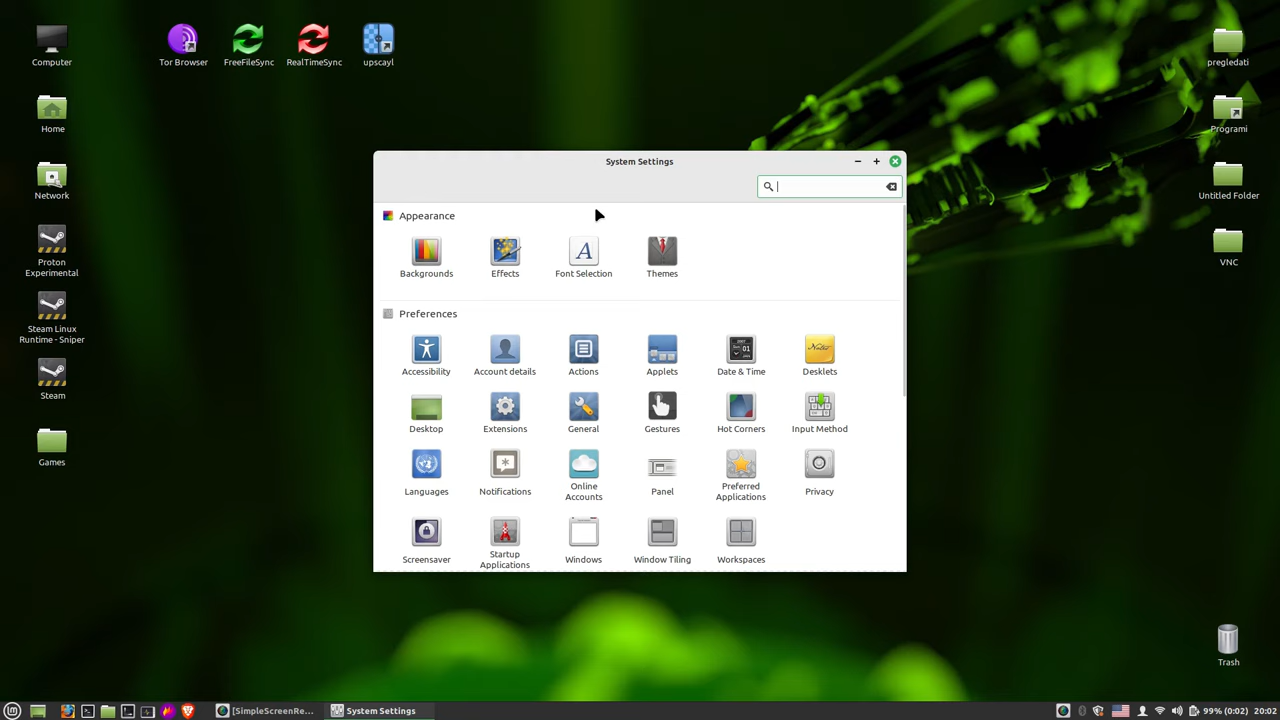 Computer
Tor Browser
FreeFileSync
RealTimeSync
upscayl
pregledati
Home
Programi
Network
Untitled Folder
Proton
Experimental
VNC
Steam Linux
Runtime - Sniper
Steam
Games
Trash
System Settings
Appearance
Backgrounds
Effects
Font Selection
Themes
Preferences
Accessibility
Account details
Actions
Applets
Date & Time
Desklets
Desktop
Extensions
General
Gestures
Hot Corners
Input Method
Languages
Notifications
Online
Accounts
Panel
Preferred
Applications
Privacy
Screensaver
Startup
Applications
Windows
Window Tiling
Workspaces
[SimpleScreenRe...
System Settings
99% (0:02)
20:02